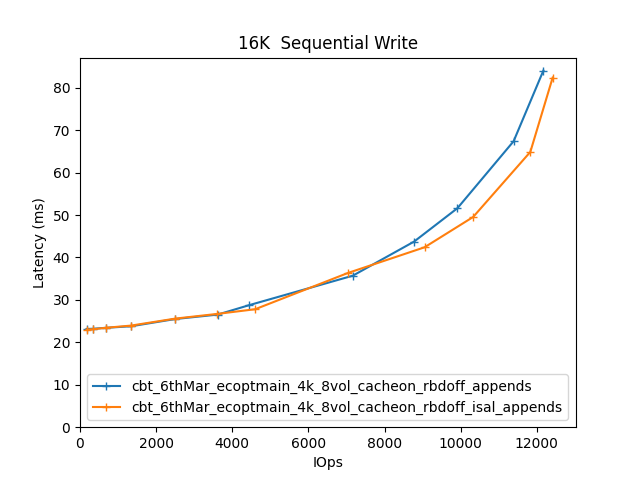 16K  Sequential Write
Latency (ms)
80
70
60
50
40
30
20
10
0
0 2000 4000 6000 8000 10000 12000
IOps
cbt_6thMar_ecoptmain_4k_8vol_cacheon_rbdoff_appends
cbt_6thMar_ecoptmain_4k_8vol_cacheon_rbdoff_isal_appends